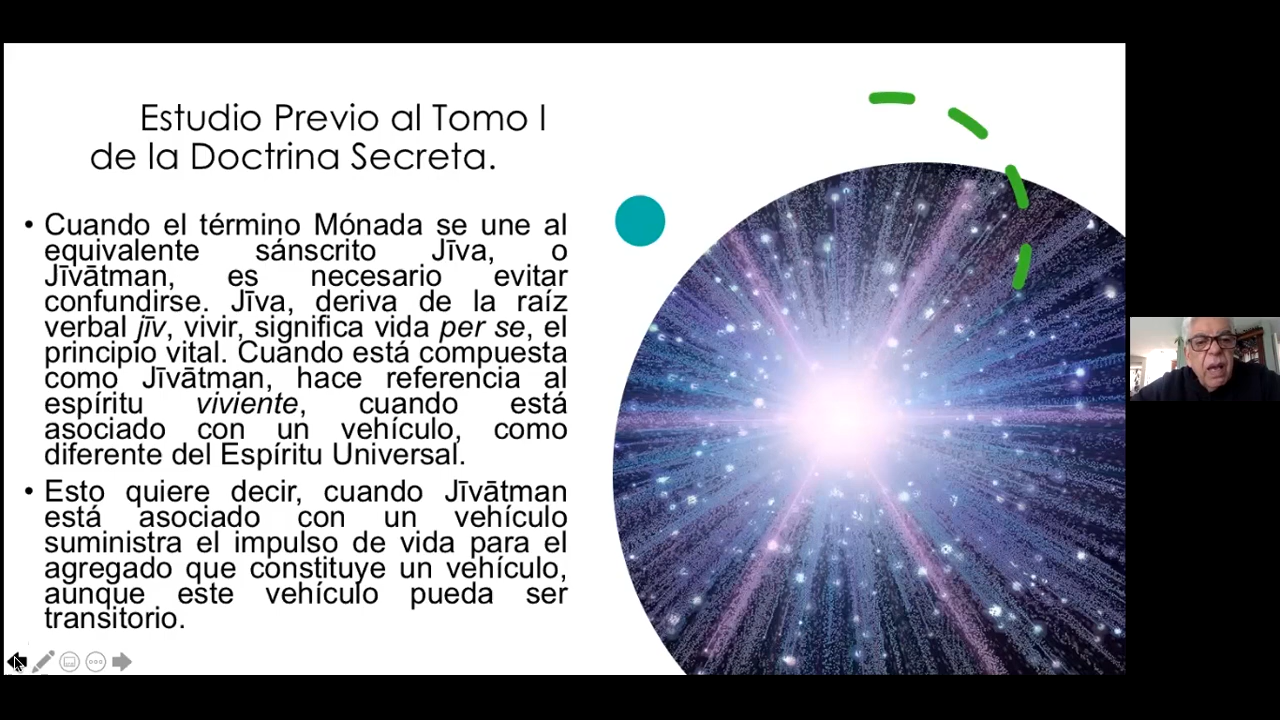 Estudio Previo al Tomo I
de la Doctrina Secreta.
• Cuando el término Mónada se une al
equivalente sánscrito Jīva, o
Jīvātman, es necesario evitar
confundirse. Jīva, deriva de la raíz
verbal jīv, vivir, significa vida per se, el
principio vital. Cuando está compuesta
como Jīvātman, hace referencia al
espíritu viviente, cuando está
asociado con un vehículo, como
diferente del Espíritu Universal.
• Esto quiere decir, cuando Jīvātman
está asociado con un vehículo
suministra el impulso de vida para el
agregado que constituye un vehículo,
aunque este vehículo pueda ser
transitorio.